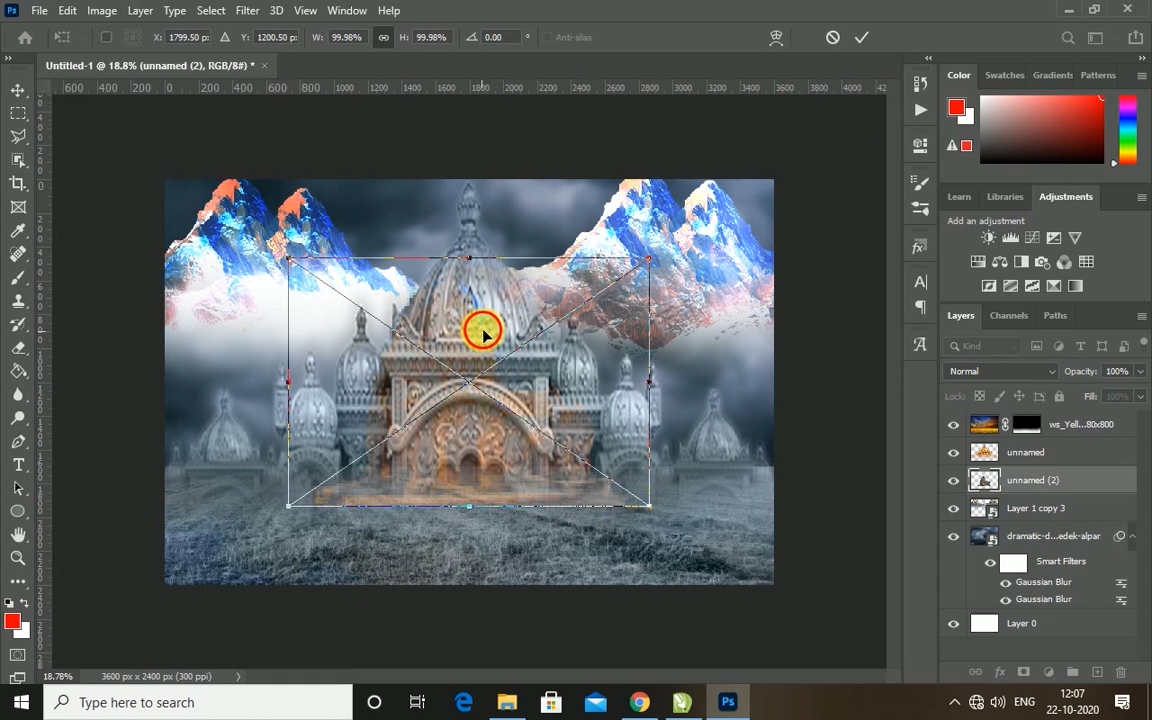 Ps File Edit Image Layer Type Select Filter 3D View Window Help
X: 1799.50 px Y: 1200.50 px W: 99.98% H: 99.98% 0.00 ° Anti-alias
Untitled-1 @ 18.8% (unnamed (2), RGB/8#) * ×
600 400 200 0 200 400 600 800 1000 1200 1400 1600 1800 2000 2200 2400 2600 2800 3000 3200 3400 3600 3800 4000 42
Color Swatches Gradients Patterns
Learn Libraries Adjustments
Add an adjustment
Layers Channels Paths
Kind
Normal Opacity: 100%
Lock: Fill: 100%
ws_Yell...80x800
unnamed
unnamed (2)
Layer 1 copy 3
dramatic-d...edek-alpar
Smart Filters
Gaussian Blur
Gaussian Blur
Layer 0
18.78% 3600 px x 2400 px (300 ppi)
Type here to search
Ps
ENG
12:07
22-10-2020